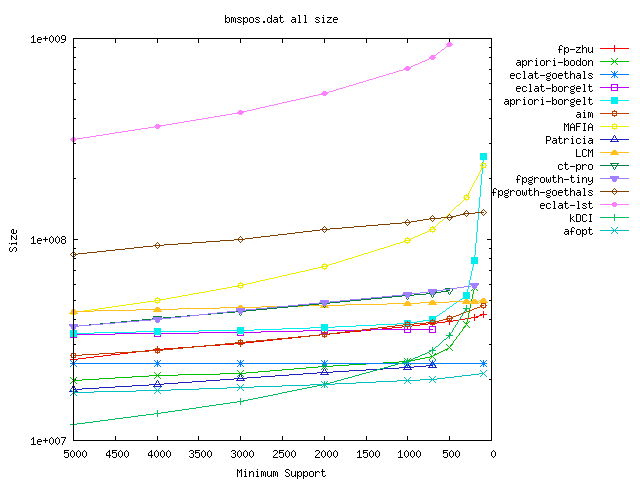 bmspos.dat all size
1e+009
1e+008
1e+007
Size
5000 4500 4000 3500 3000 2500 2000 1500 1000 500 0
Minimum Support
fp-zhu
apriori-bodon
eclat-goethals
eclat-borgelt
apriori-borgelt
aim
MAFIA
Patricia
LCM
ct-pro
fpgrowth-tiny
fpgrowth-goethals
eclat-lst
kDCI
afopt